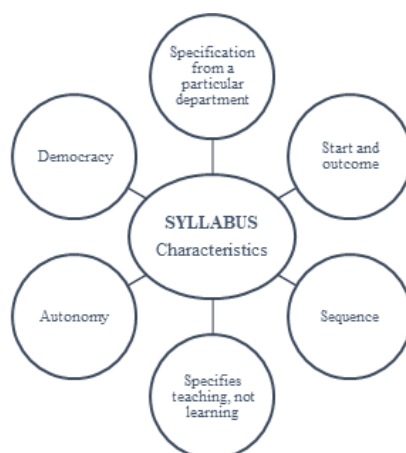 Specification
from a
particular
department
Democracy
Start and
outcome
SYLLABUS
Characteristics
Autonomy
Sequence
Specifies
teaching, not
learning